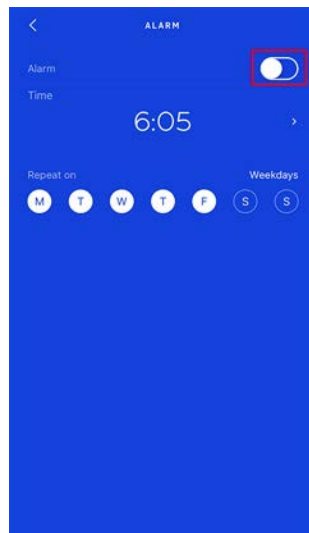 ALARM
Alarm
Time
6:05
Repeat on Weekdays
M T W T F S S